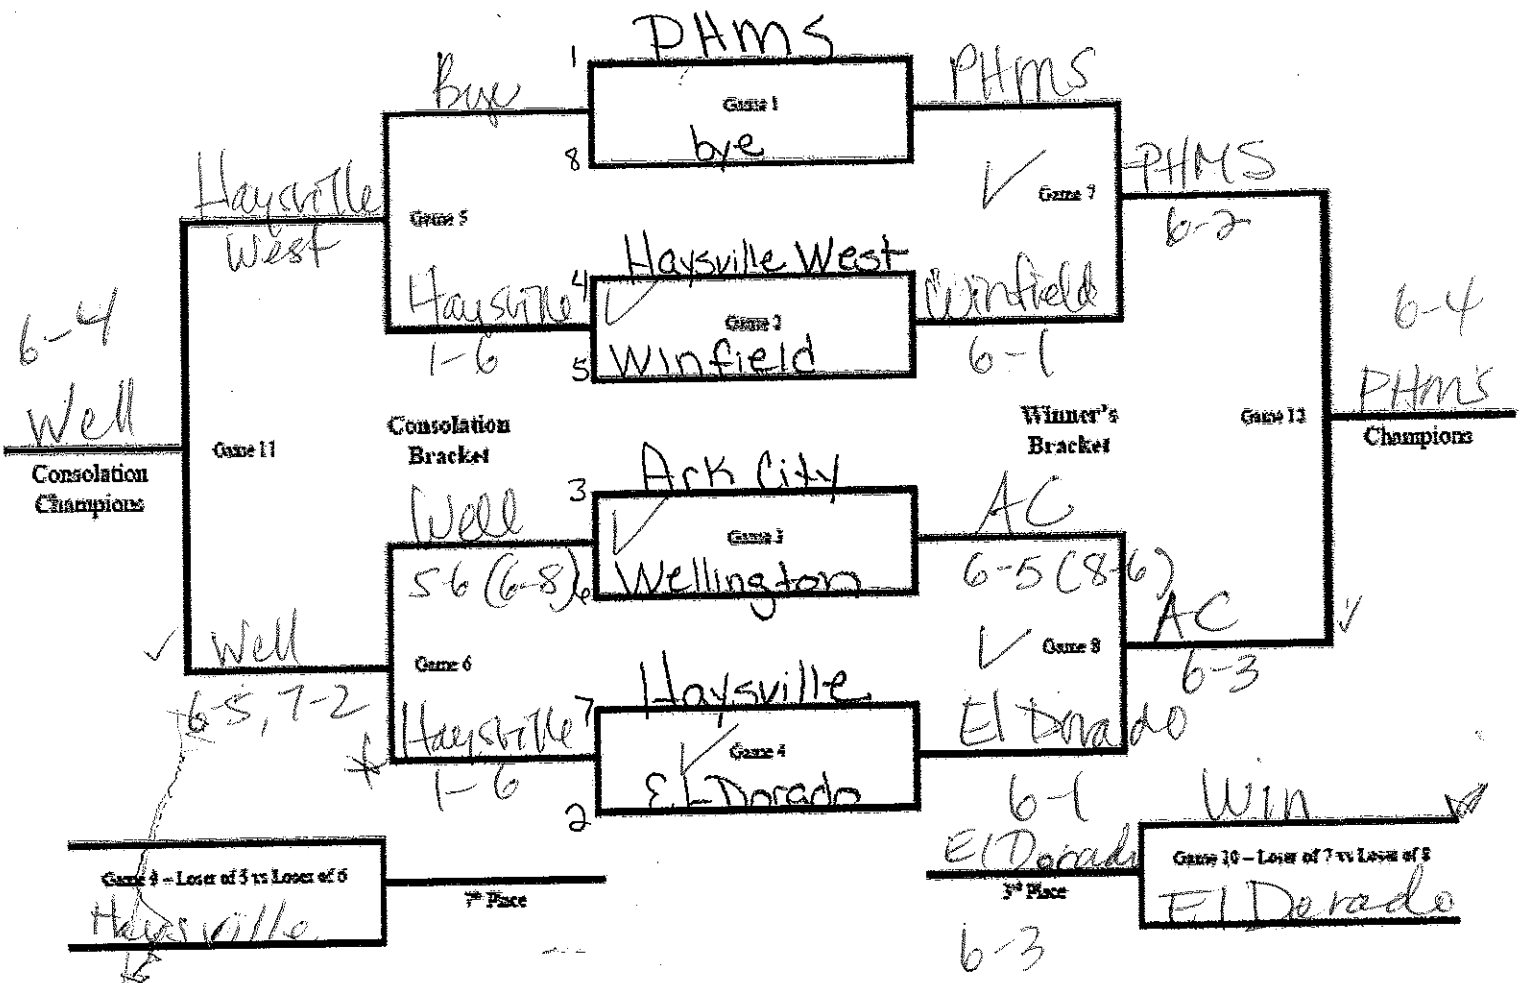 PHMS
1
Bye
Game 1
PHMS
bye
8
Haysville
West
Game 5
Game 7
PHMS
6-2
Haysville West
4
Haysville
1-6
Game 2
Winfield
5
Winfield
6-1
6-4
Well
Consolation
Champions
Game 11
Consolation
Bracket
Winner's
Bracket
Game 12
6-4
PHMS
Champions
Ark City
3
Well
5-6 (6-8)
Game 3
Wellington
6
AC
6-5 (8-6)
Well
6-5, 7-2
Game 6
Game 8
AC
6-3
Haysville
7
Haysville
1-6
Game 4
El Dorado
2
El Dorado
6-1
Game 9 – Loser of 5 vs Loser of 6
Haysville
7th Place
El Dorado
3rd Place
6-3
Win
Game 10 – Loser of 7 vs Loser of 8
El Dorado